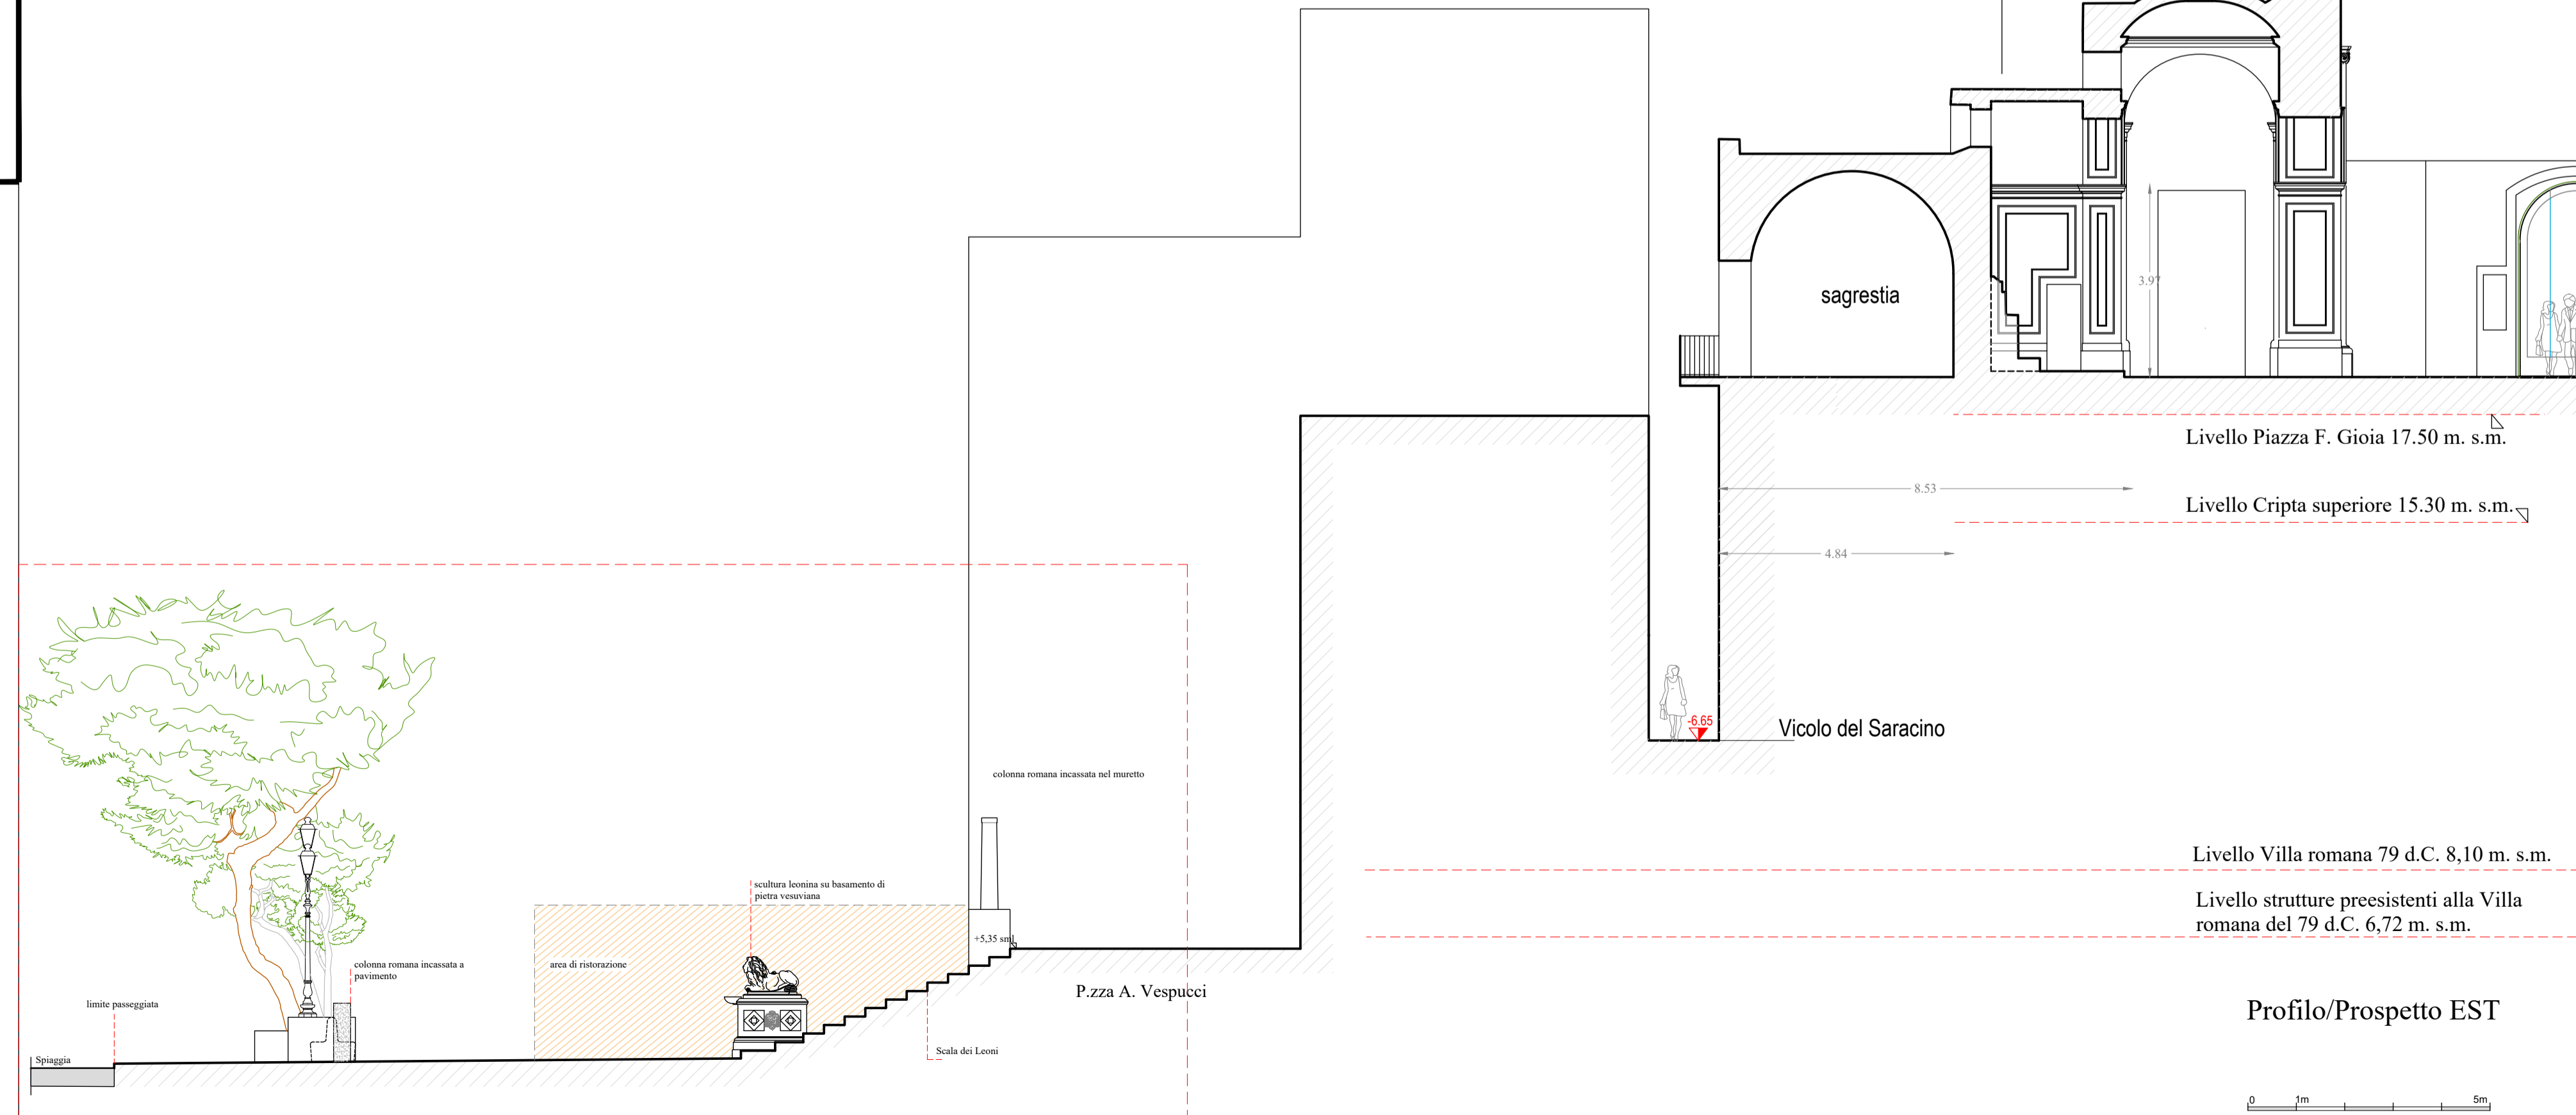 sagrestia
3.97
Livello Piazza F. Gioia 17.50 m. s.m.
8.53
Livello Cripta superiore 15.30 m. s.m.
4.84
-6.65
Vicolo del Saracino
colonna romana incassata nel muretto
Livello Villa romana 79 d.C. 8,10 m. s.m.
scultura leonina su basamento di
pietra vesuviana
Livello strutture preesistenti alla Villa
romana del 79 d.C. 6,72 m. s.m.
+5,35 sml
colonna romana incassata a
pavimento
area di ristorazione
P.zza A. Vespucci
limite passeggiata
Profilo/Prospetto EST
Scala dei Leoni
Spiaggia
0 1m 5m